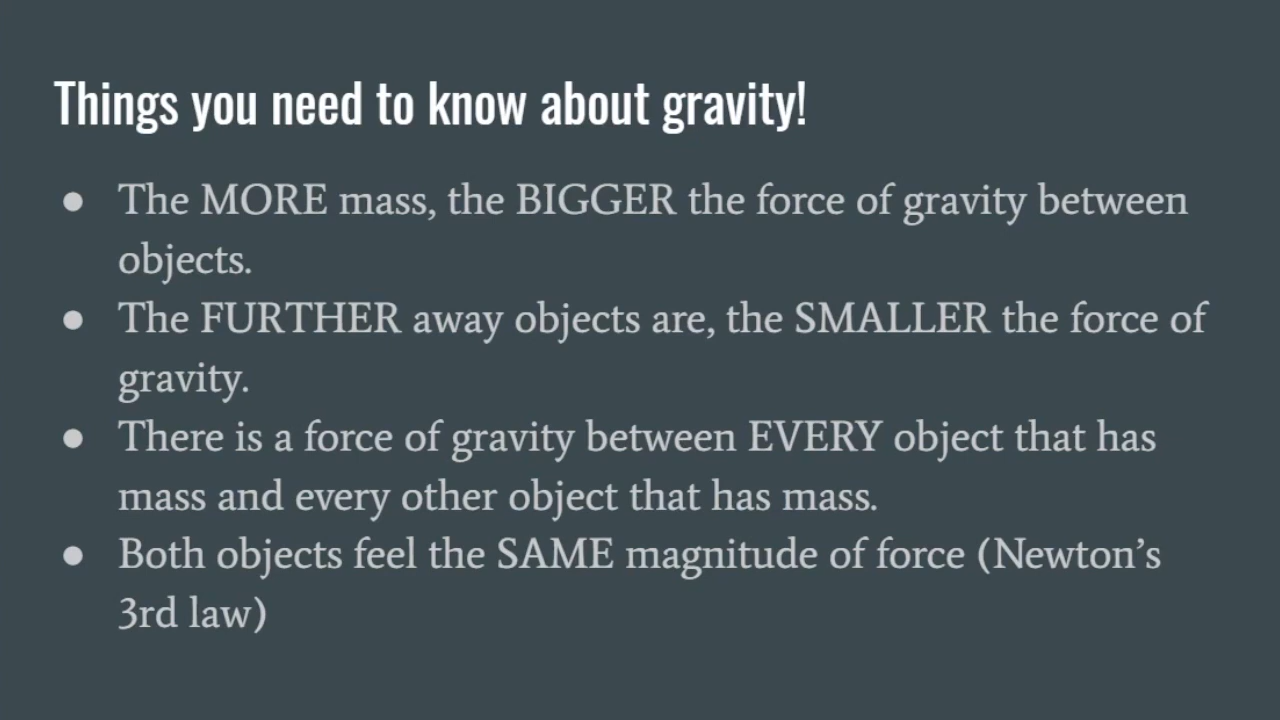 Things you need to know about gravity!
● The MORE mass, the BIGGER the force of gravity between
objects.
● The FURTHER away objects are, the SMALLER the force of
gravity.
● There is a force of gravity between EVERY object that has
mass and every other object that has mass.
● Both objects feel the SAME magnitude of force (Newton’s
3rd law)